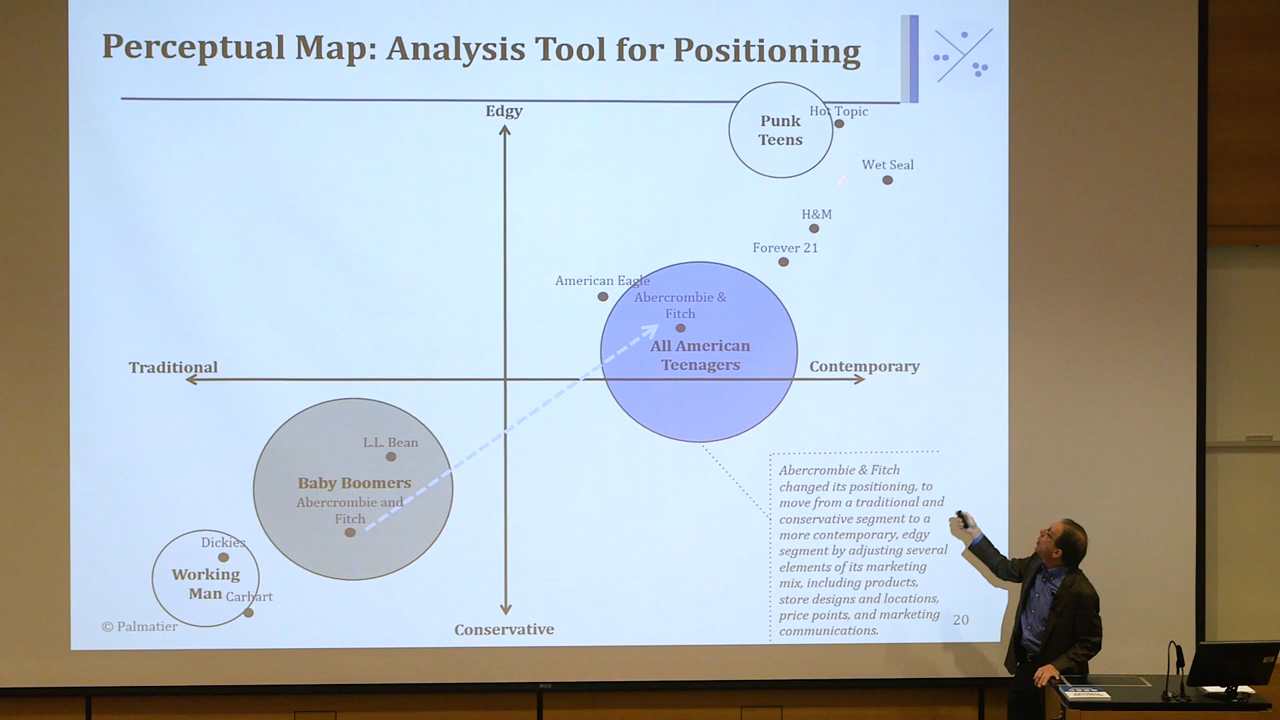 Perceptual Map: Analysis Tool for Positioning
Edgy
Punk
Teens
Hot Topic
Wet Seal
H&M
Forever 21
American Eagle
Abercrombie &
Fitch
All American
Teenagers
Traditional
Contemporary
L.L. Bean
Baby Boomers
Abercrombie and
Fitch
Dickies
Working
Man
Carhart
Conservative
Abercrombie & Fitch
changed its positioning, to
move from a traditional and
conservative segment to a
more contemporary, edgy
segment by adjusting several
elements of its marketing
mix, including products,
store designs and locations,
price points, and marketing
communications.
© Palmatier
20